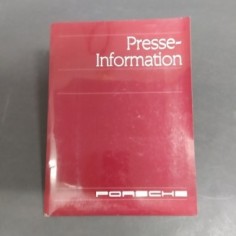 Presse-
Information
PORSCHE